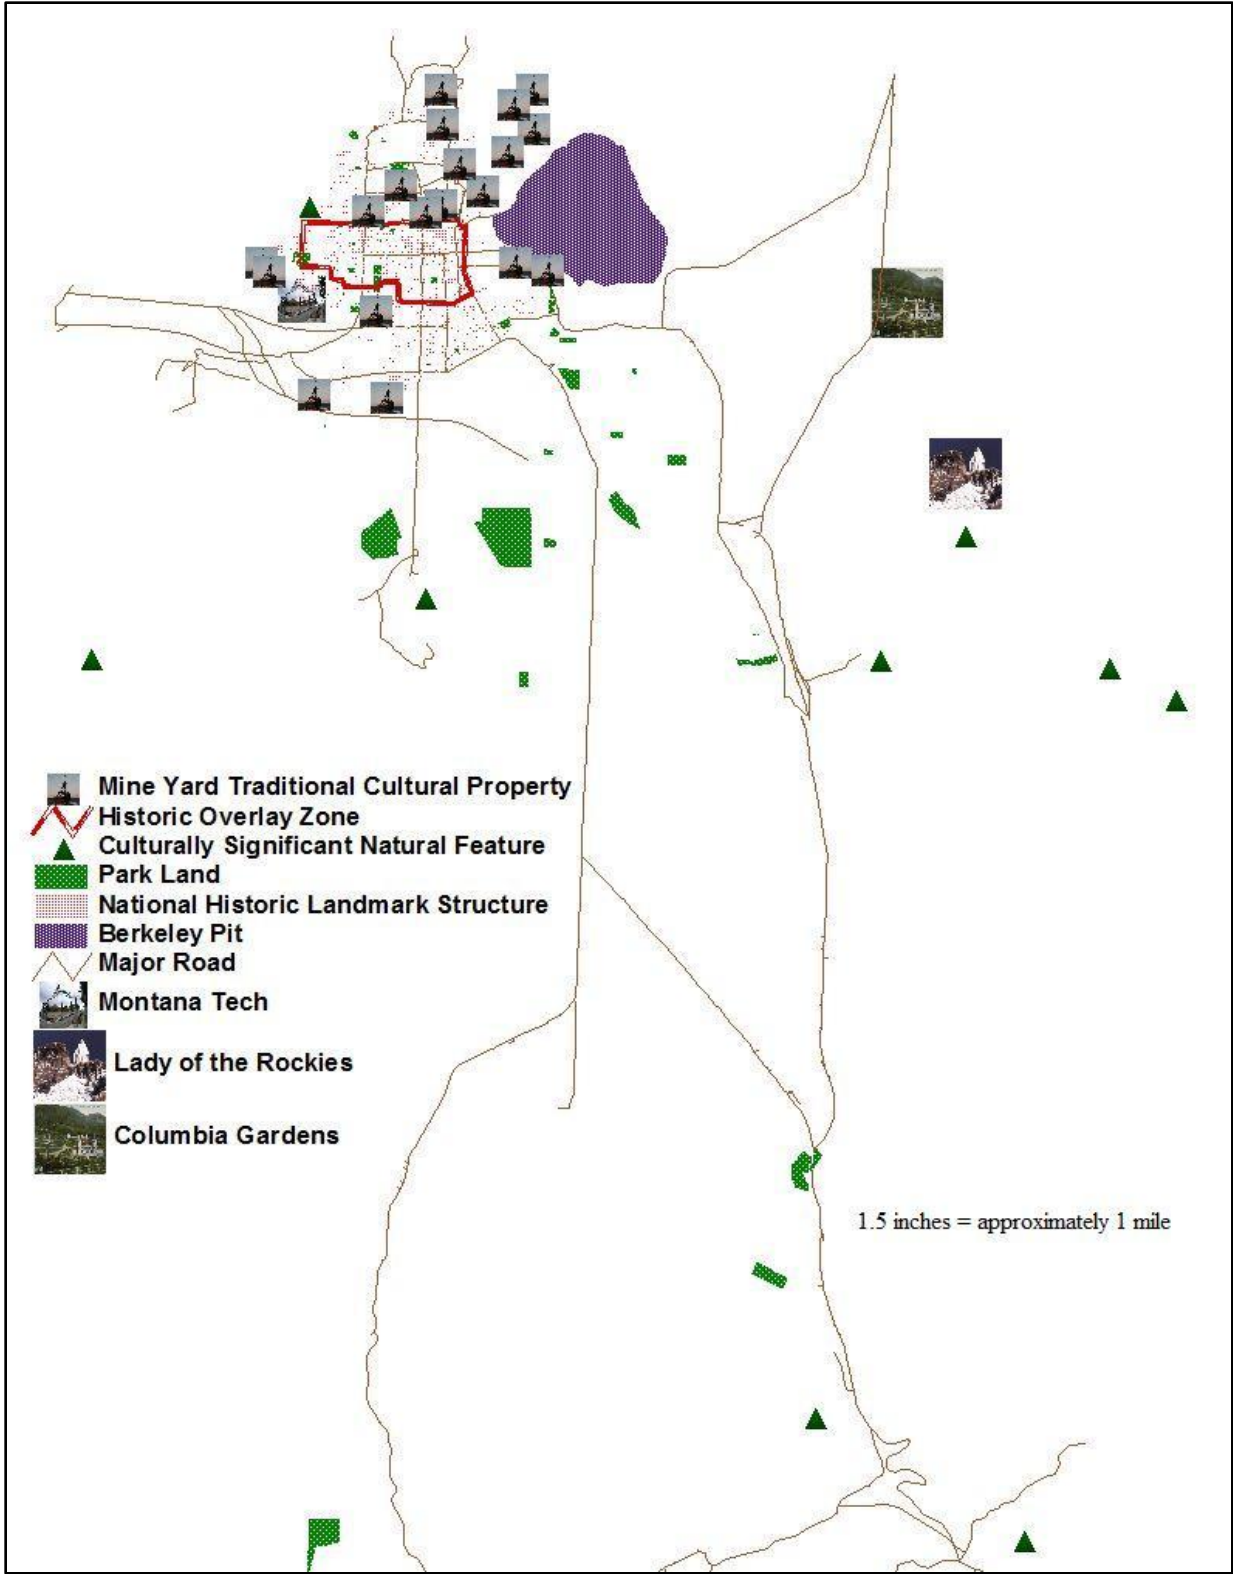 Mine Yard Traditional Cultural Property
Historic Overlay Zone
Culturally Significant Natural Feature
Park Land
National Historic Landmark Structure
Berkeley Pit
Major Road
Montana Tech
Lady of the Rockies
Columbia Gardens
1.5 inches = approximately 1 mile